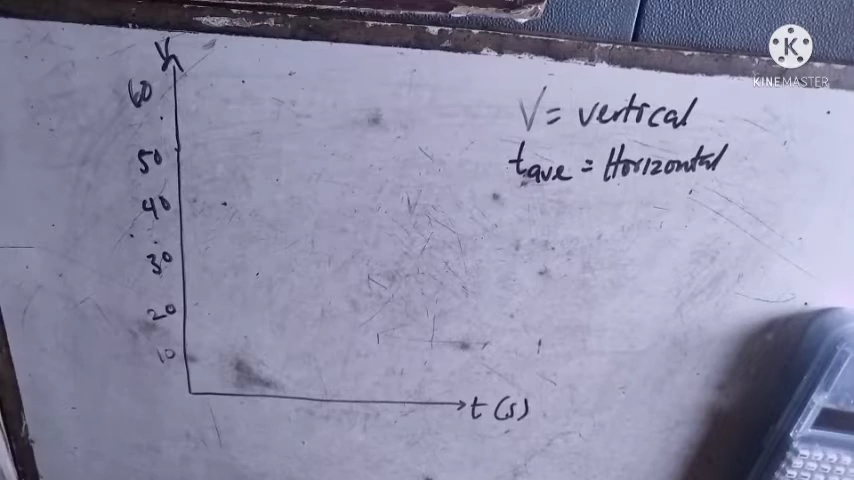 V
60
50
40
30
20
10
t (s)
V = vertical
tave = Horizontal
K
KINEMASTER